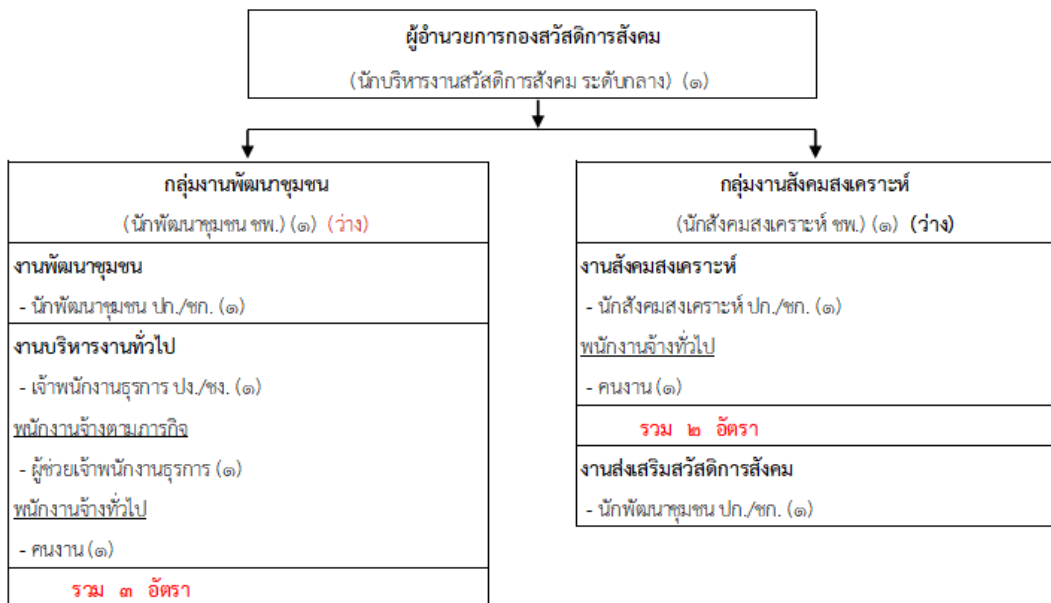 ผู้อำนวยการกองสวัสดิการสังคม
(นักบริหารงานสวัสดิการสังคม ระดับกลาง) (๑)
กลุ่มงานพัฒนาชุมชน
(นักพัฒนาชุมชน ชพ.) (๑) (ว่าง)
งานพัฒนาชุมชน
- นักพัฒนาชุมชน ปก./ชก. (๑)
งานบริหารงานทั่วไป
- เจ้าพนักงานธุรการ ปง./ชง. (๑)
พนักงานจ้างตามภารกิจ
- ผู้ช่วยเจ้าพนักงานธุรการ (๑)
พนักงานจ้างทั่วไป
- คนงาน (๑)
รวม ๓ อัตรา
กลุ่มงานสังคมสงเคราะห์
(นักสังคมสงเคราะห์ ชพ.) (๑) (ว่าง)
งานสังคมสงเคราะห์
- นักสังคมสงเคราะห์ ปก./ชก. (๑)
พนักงานจ้างทั่วไป
- คนงาน (๑)
รวม ๒ อัตรา
งานส่งเสริมสวัสดิการสังคม
- นักพัฒนาชุมชน ปก./ชก. (๑)